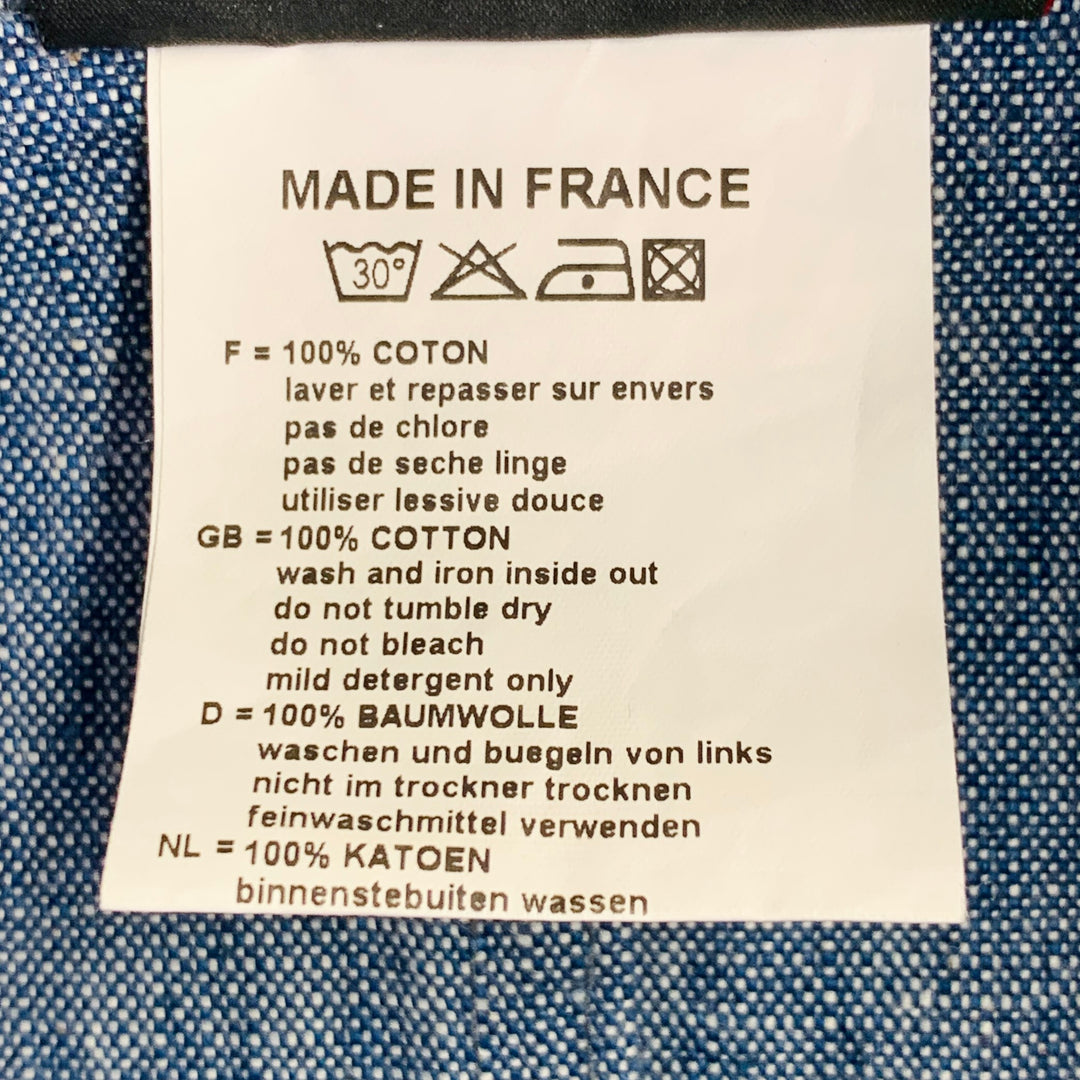 MADE IN FRANCE
30°
F = 100% COTON
laver et repasser sur envers
pas de chlore
pas de seche linge
utiliser lessive douce
GB = 100% COTTON
wash and iron inside out
do not tumble dry
do not bleach
mild detergent only
D = 100% BAUMWOLLE
waschen und buegeln von links
nicht im trockner trocknen
feinwaschmittel verwenden
NL = 100% KATOEN
binnenstebuiten wassen